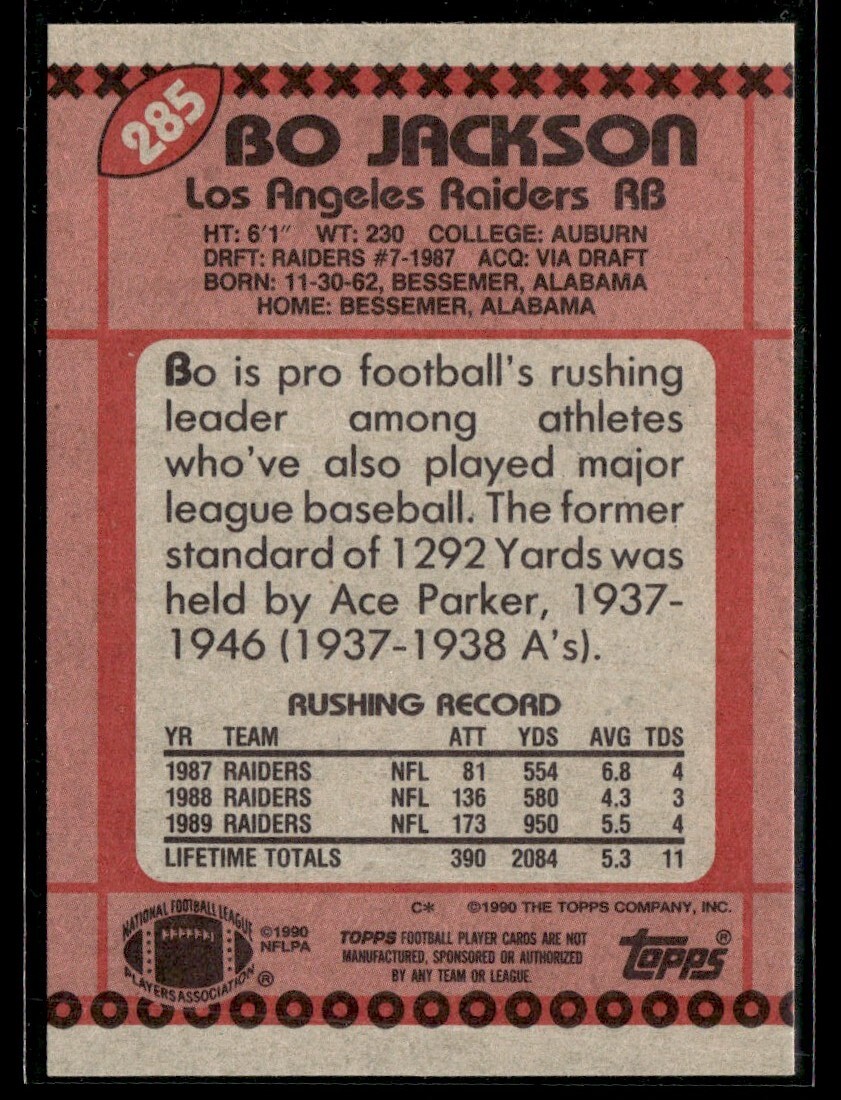 285
BO JACKSON
Los Angeles Raiders RB
HT: 6'1" WT: 230 COLLEGE: AUBURN
DRFT: RAIDERS #7-1987 ACQ: VIA DRAFT
BORN: 11-30-62, BESSEMER, ALABAMA
HOME: BESSEMER, ALABAMA
Bo is pro football's rushing
leader among athletes
who've also played major
league baseball. The former
standard of 1292 Yards was
held by Ace Parker, 1937-
1946 (1937-1938 A's).
RUSHING RECORD
YR TEAM ATT YDS AVG TDS
1987 RAIDERS NFL 81 554 6.8 4
1988 RAIDERS NFL 136 580 4.3 3
1989 RAIDERS NFL 173 950 5.5 4
LIFETIME TOTALS 390 2084 5.3 11
C* ©1990 THE TOPPS COMPANY, INC.
NATIONAL FOOTBALL LEAGUE
PLAYERS ASSOCIATION ®
©1990
NFLPA
TOPPS FOOTBALL PLAYER CARDS ARE NOT
MANUFACTURED, SPONSORED OR AUTHORIZED
BY ANY TEAM OR LEAGUE.
topps®